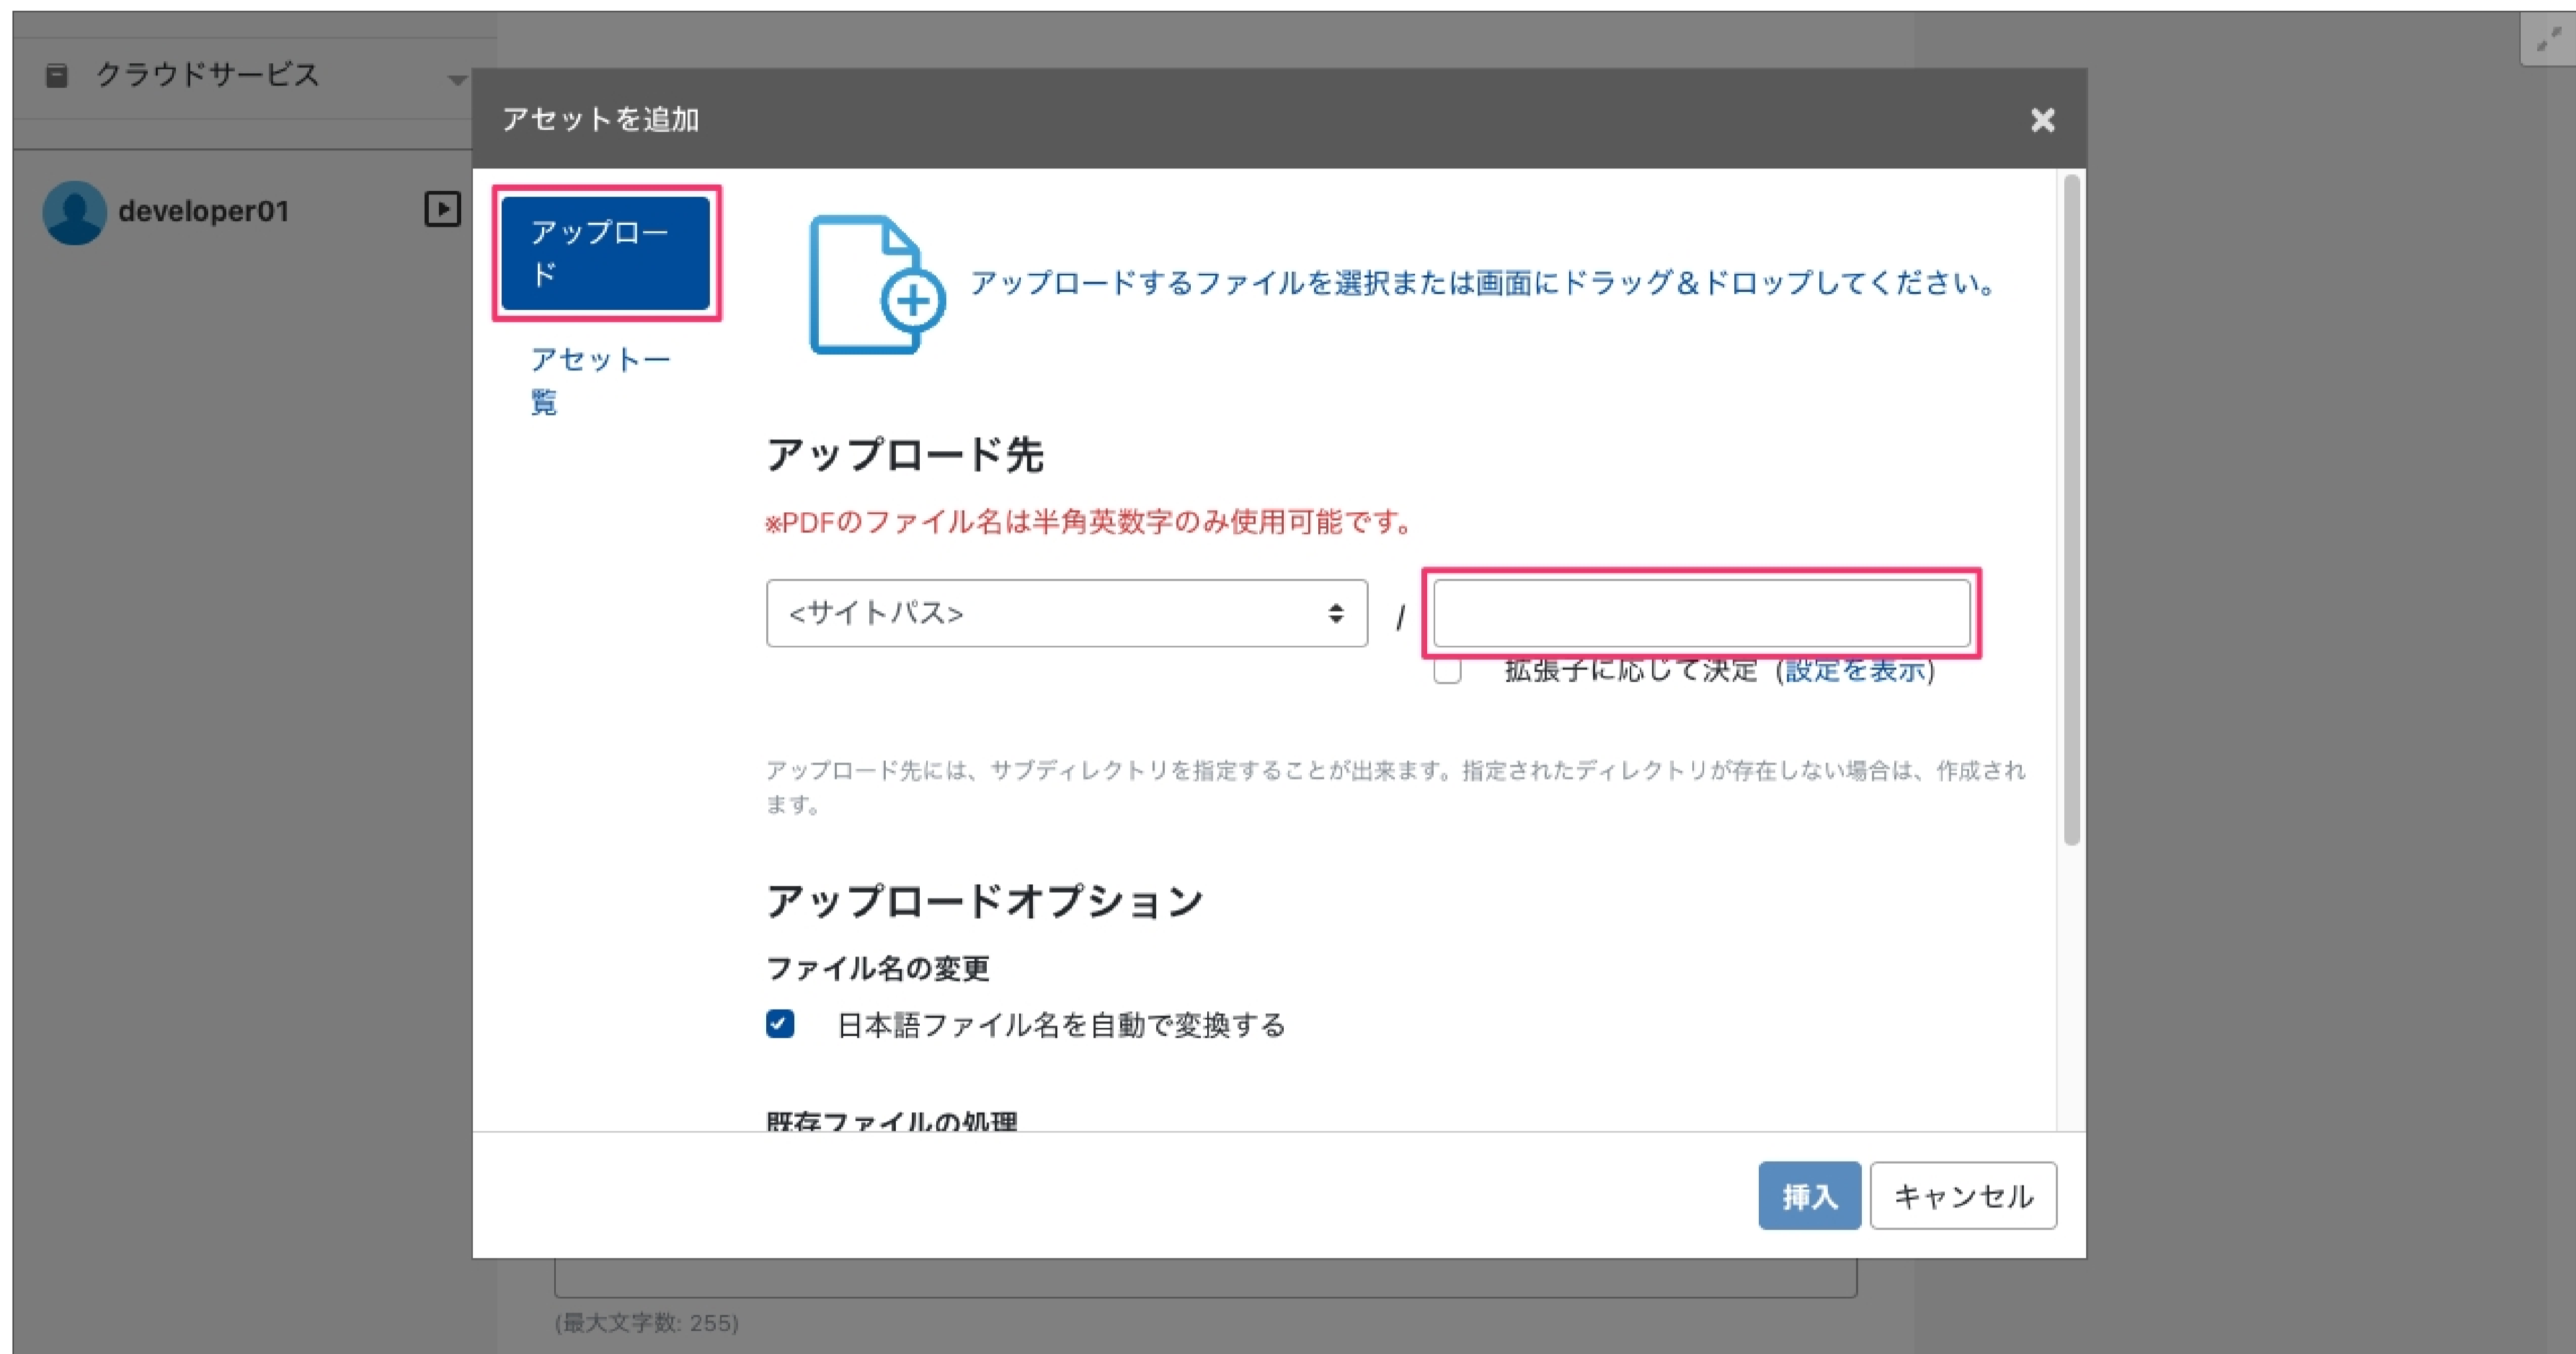 クラウドサービス
developer01
アセットを追加
アップロー
ド
アセット一
覧
アップロードするファイルを選択または画面にドラッグ＆ドロップしてください。
アップロード先
※PDFのファイル名は半角英数字のみ使用可能です。
<サイトパス> /
拡張子に応じて決定 (設定を表示)
アップロード先には、サブディレクトリを指定することが出来ます。指定されたディレクトリが存在しない場合は、作成され
ます。
アップロードオプション
ファイル名の変更
日本語ファイル名を自動で変換する
既存ファイルの処理
挿入 キャンセル
(最大文字数: 255)